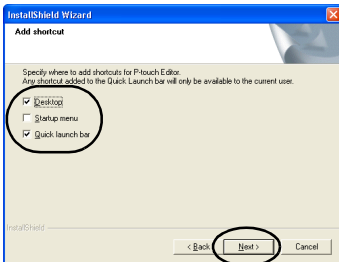 InstallShield Wizard
Add shortcut
Specify where to add shortcuts for P-touch Editor.
Any shortcut added to the Quick Launch bar will only be available to the current user.
Desktop
Startup menu
Quick launch bar
InstallShield
< Back
Next >
Cancel